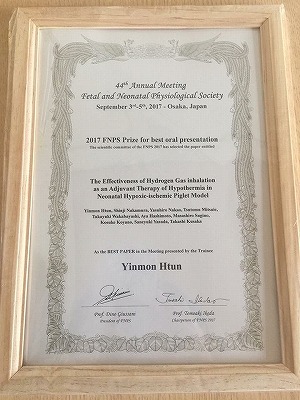 44th Annual Meeting
Fetal and Neonatal Physiological Society
September 3rd-5th, 2017 - Osaka, Japan
2017 FNPS Prize for best oral presentation
The scientific committee of the FNPS 2017 has selected the paper entitled
The Effectiveness of Hydrogen Gas inhalation
as an Adjuvant Therapy of Hypothermia in
Neonatal Hypoxic-ischemic Piglet Model
Yinmon Htun, Shinji Nakamura, Yasuhiro Nakao, Tsutomu Mitsuie,
Takayuki Wakabayashi, Aya Hashimoto, Masashiro Sugino,
Kosuke Koyano, Saneyuki Yasuda, Takashi Kusaka
As the BEST PAPER in the Meeting presented by the Trainee
Yinmon Htun
Prof. Dino Giussani
President of FNPS
Prof. Tomoaki Ikeda
Chairperson of FNPS 2017